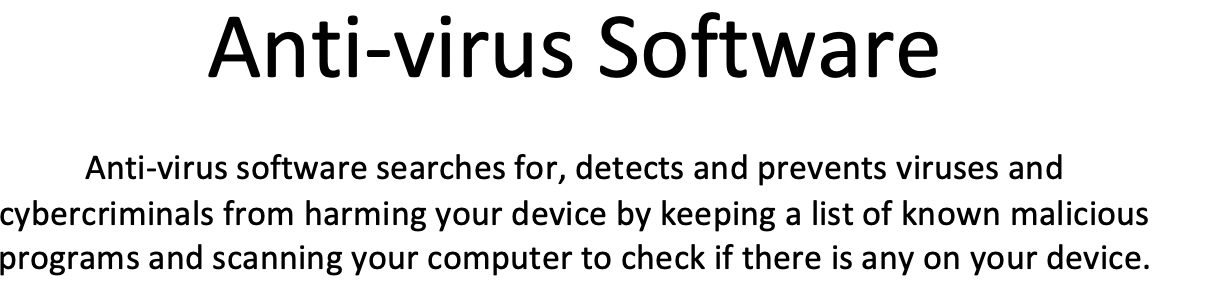 Anti-virus Software
Anti-virus software searches for, detects and prevents viruses and
cybercriminals from harming your device by keeping a list of known malicious
programs and scanning your computer to check if there is any on your device.